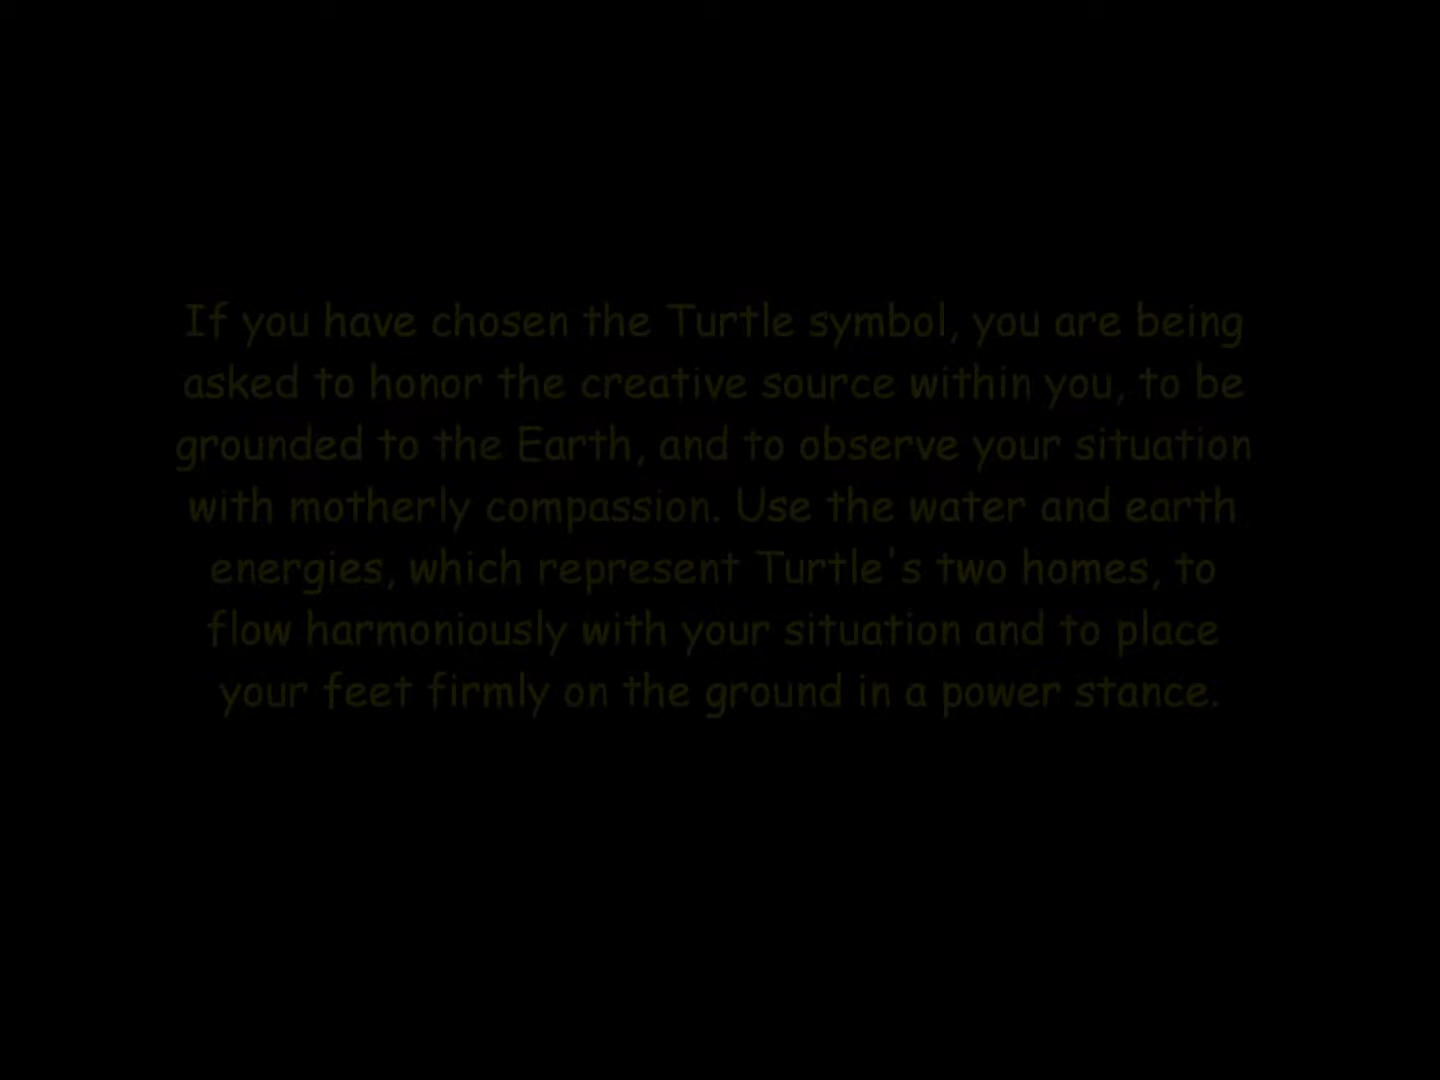 If you have chosen the Turtle symbol, you are being
asked to honor the creative source within you, to be
grounded to the Earth, and to observe your situation
with motherly compassion. Use the water and earth
energies, which represent Turtle's two homes, to
flow harmoniously with your situation and to place
your feet firmly on the ground in a power stance.